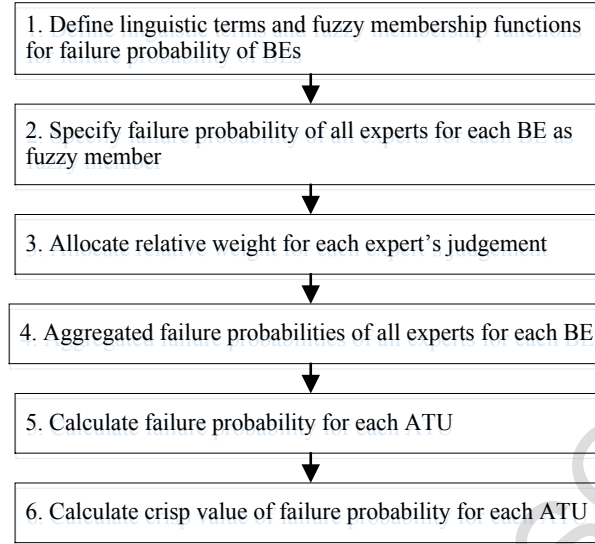 1. Define linguistic terms and fuzzy membership functions
for failure probability of BEs
2. Specify failure probability of all experts for each BE as
fuzzy member
3. Allocate relative weight for each expert's judgement
4. Aggregated failure probabilities of all experts for each BE
5. Calculate failure probability for each ATU
6. Calculate crisp value of failure probability for each ATU